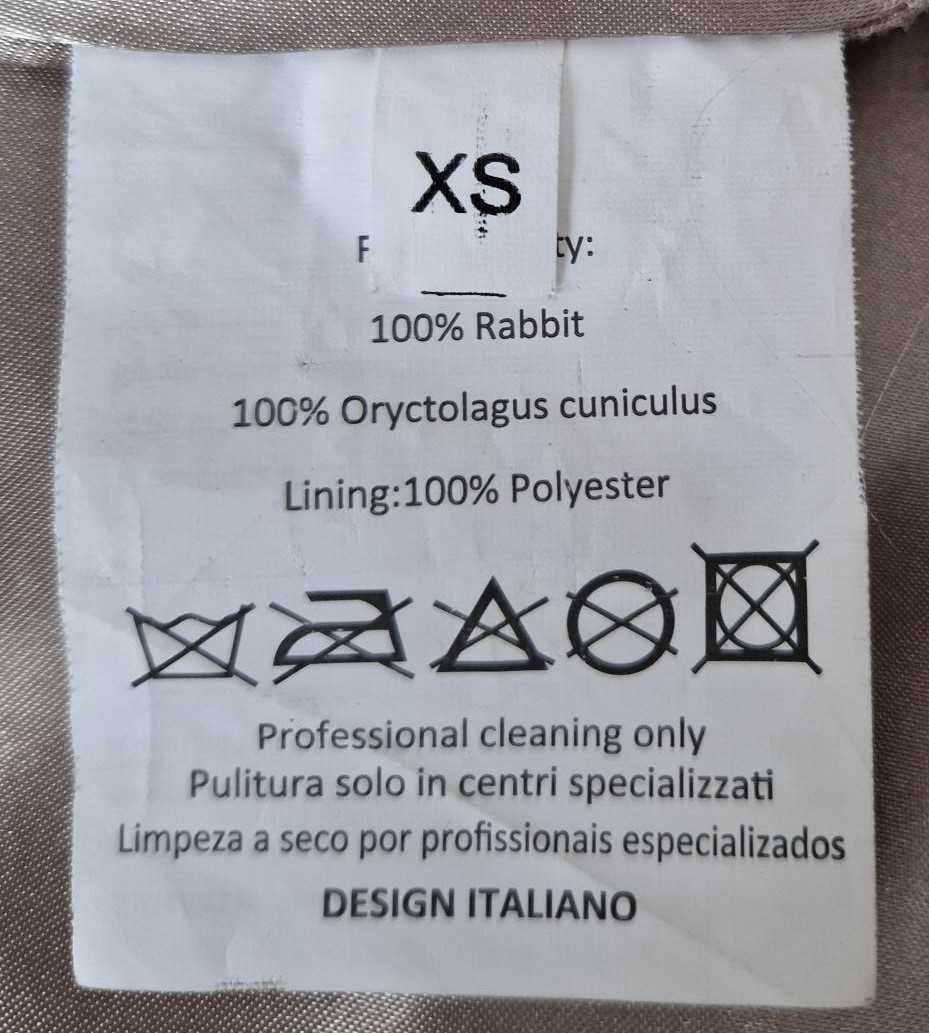 XS
100% Rabbit
100% Oryctolagus cuniculus
Lining:100% Polyester
Professional cleaning only
Pulitura solo in centri specializzati
Limpeza a seco por profissionais especializados
DESIGN ITALIANO